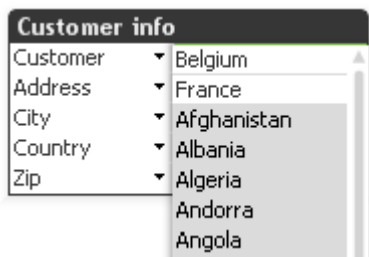 Customer info
Customer
Address
City
Country
Zip
Belgium
France
Afghanistan
Albania
Algeria
Andorra
Angola